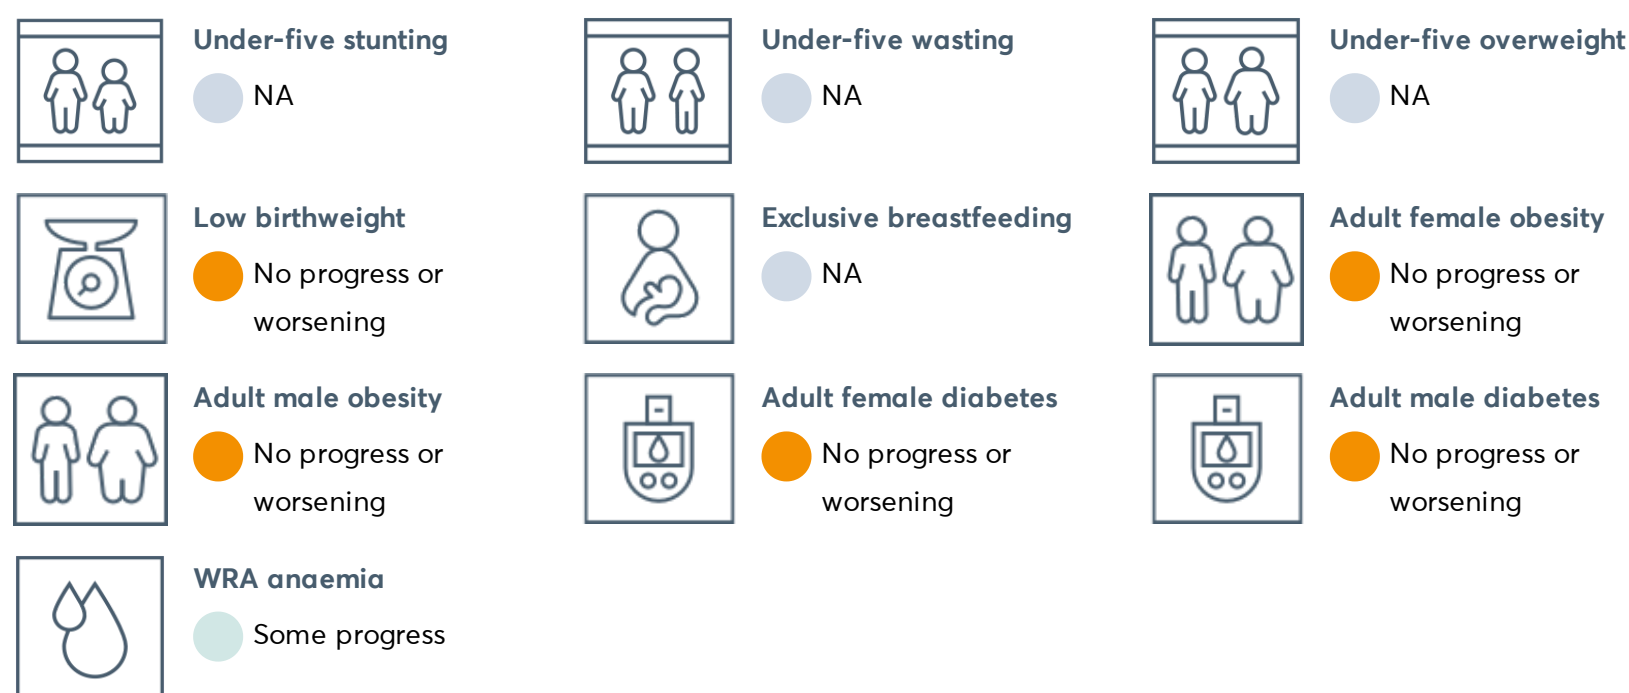 Under-five stunting
NA
Under-five wasting
NA
Under-five overweight
NA
Low birthweight
No progress or
worsening
Exclusive breastfeeding
NA
Adult female obesity
No progress or
worsening
Adult male obesity
No progress or
worsening
Adult female diabetes
No progress or
worsening
Adult male diabetes
No progress or
worsening
WRA anaemia
Some progress